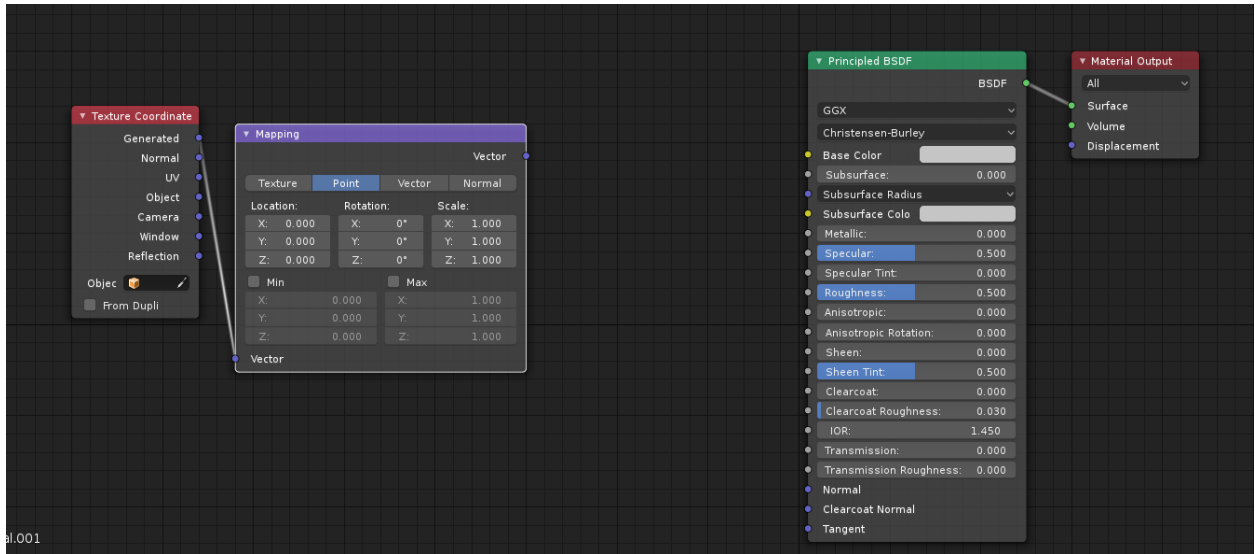 Texture Coordinate
Generated
Normal
UV
Object
Camera
Window
Reflection
Objec
From Dupli
Mapping
Vector
Texture Point Vector Normal
Location: Rotation: Scale:
X: 0.000 X: 0° X: 1.000
Y: 0.000 Y: 0° Y: 1.000
Z: 0.000 Z: 0° Z: 1.000
Min Max
X: 0.000 X: 1.000
Y: 0.000 Y: 1.000
Z: 0.000 Z: 1.000
Vector
Principled BSDF
BSDF
GGX
Christensen-Burley
Base Color
Subsurface: 0.000
Subsurface Radius
Subsurface Colo
Metallic: 0.000
Specular: 0.500
Specular Tint: 0.000
Roughness: 0.500
Anisotropic: 0.000
Anisotropic Rotation: 0.000
Sheen: 0.000
Sheen Tint: 0.500
Clearcoat: 0.000
Clearcoat Roughness: 0.030
IOR: 1.450
Transmission: 0.000
Transmission Roughness: 0.000
Normal
Clearcoat Normal
Tangent
Material Output
All
Surface
Volume
Displacement
al.001